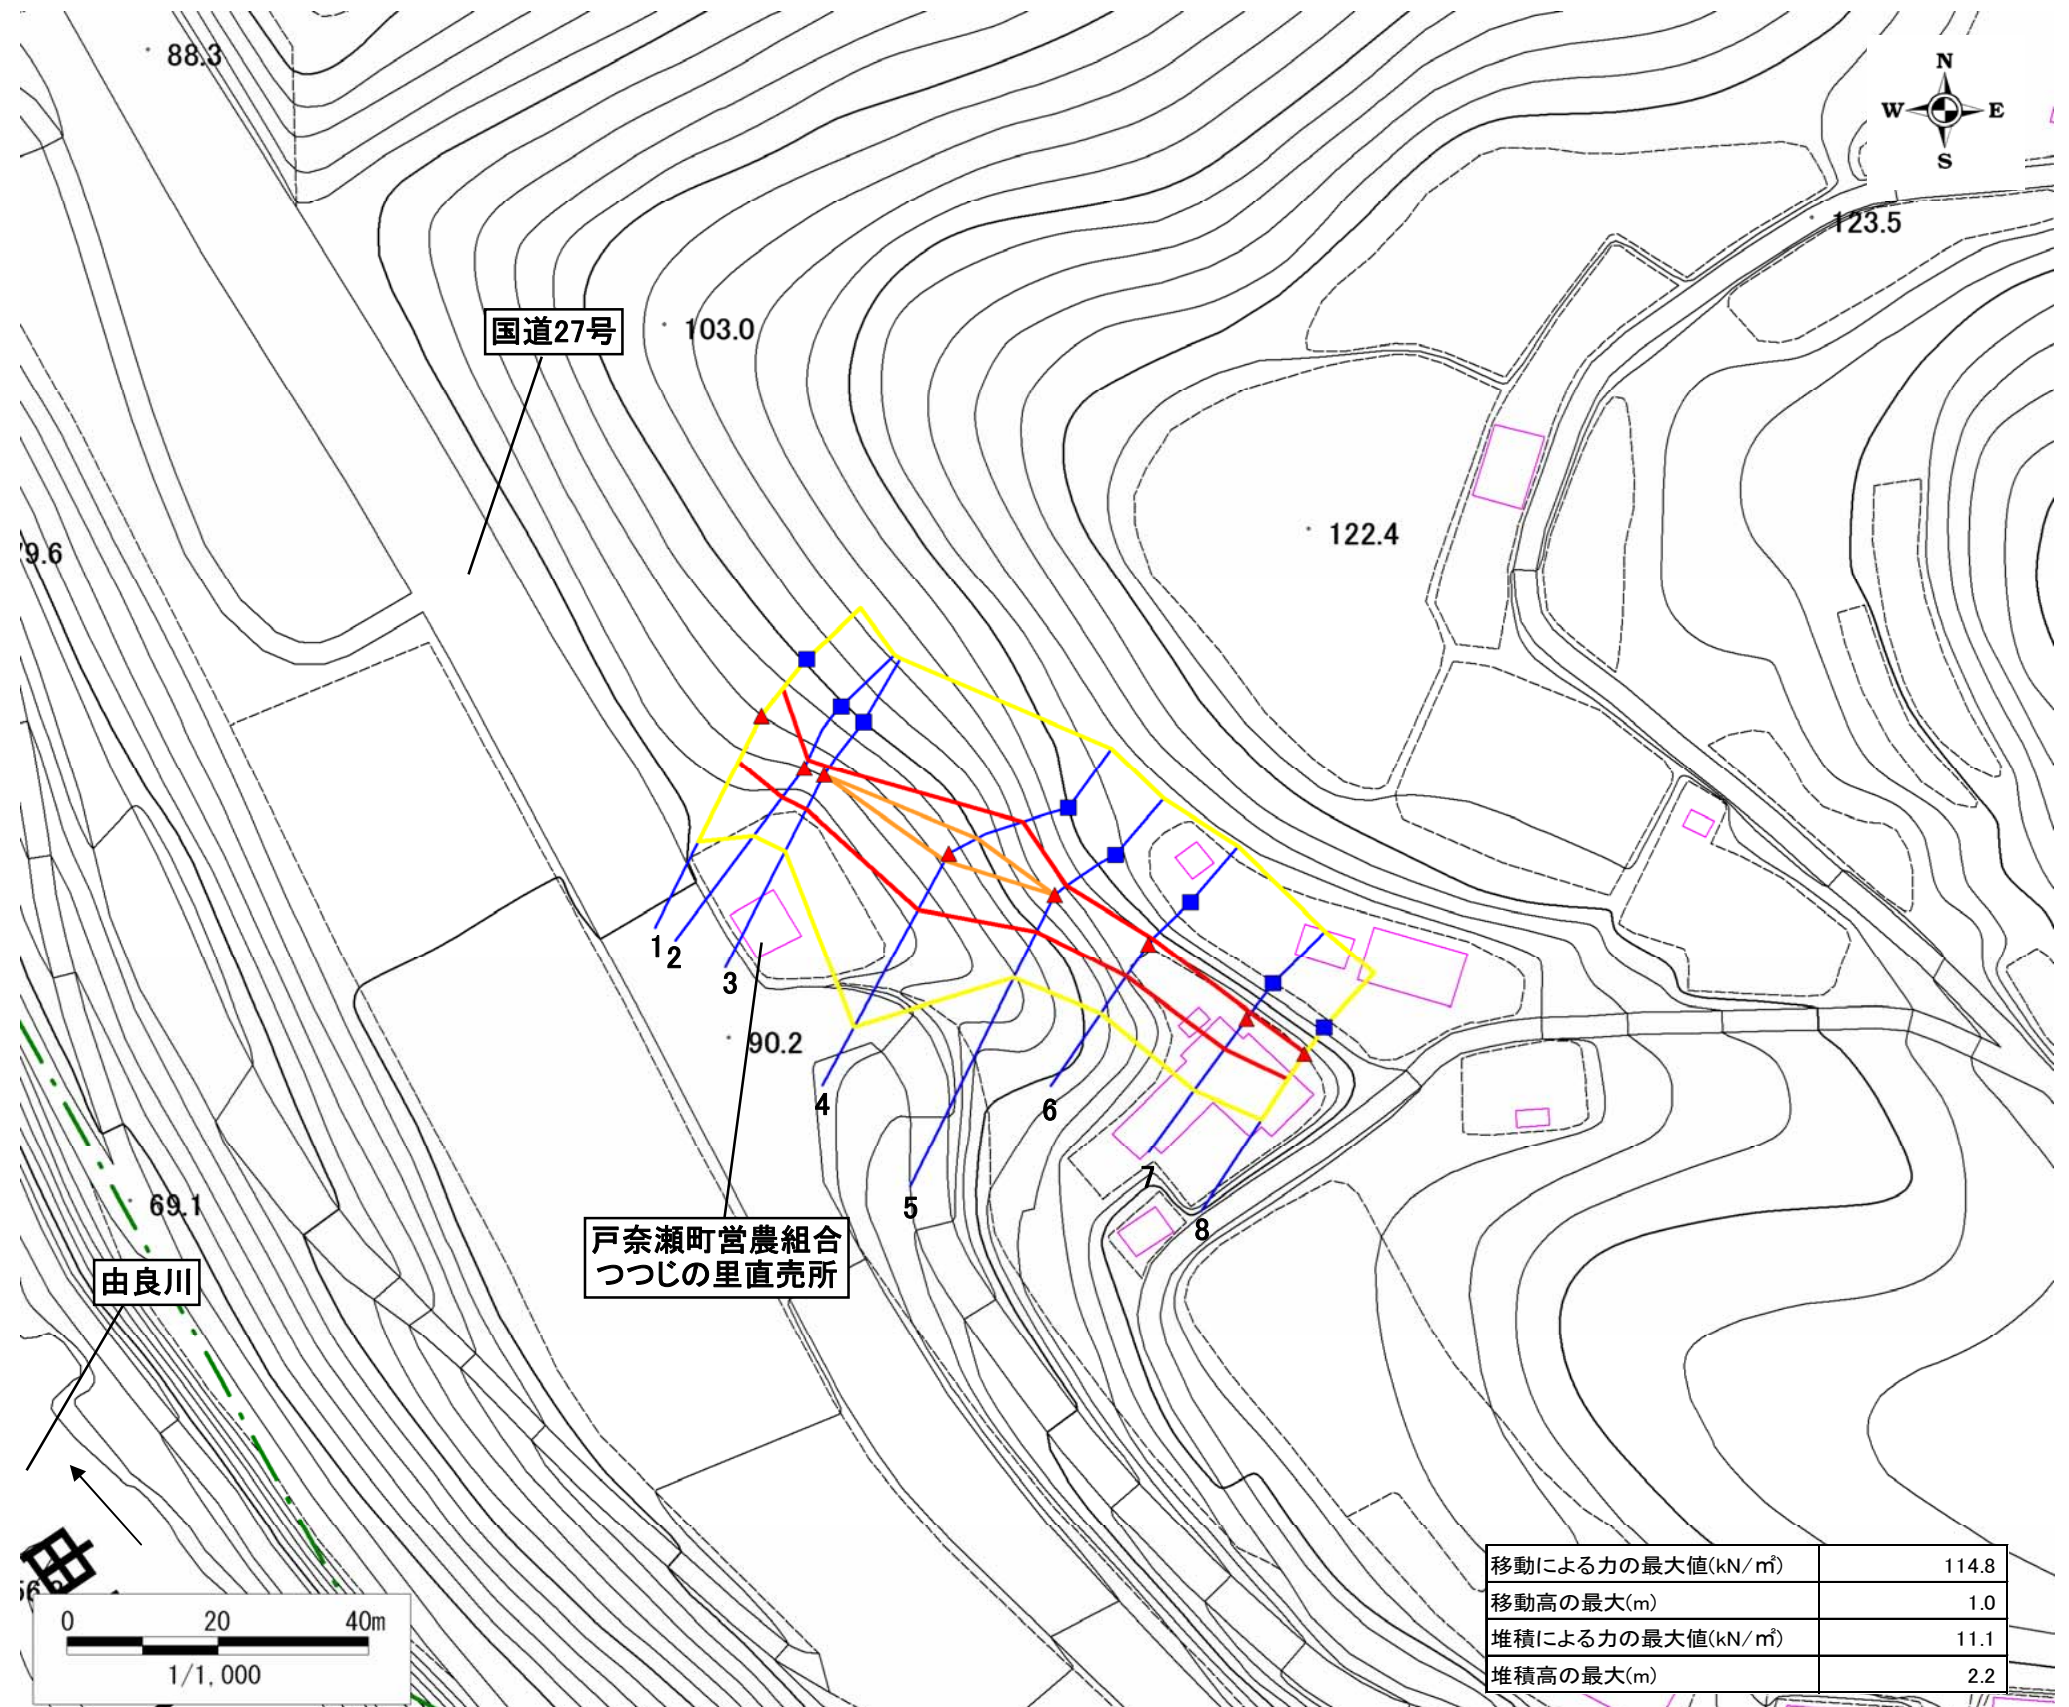 88.3
N
W E
S
123.5
国道27号
103.0
122.4
9.6
1
2
3
90.2
4
6
5
7
8
69.1
戸奈瀬町営農組合
つつじの里直売所
由良川
由
0 20 40m
1/1,000
移動による力の最大値(kN/㎡) 114.8
移動高の最大(m) 1.0
堆積による力の最大値(kN/㎡) 11.1
堆積高の最大(m) 2.2